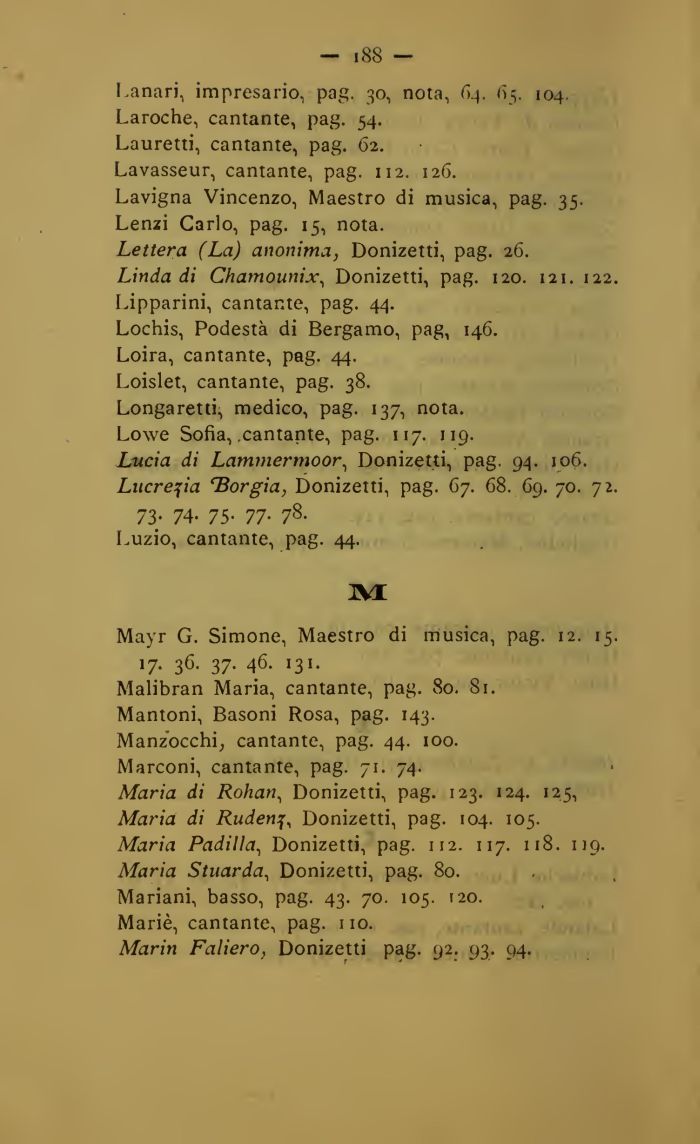 — 188 —
Lanari, impresario, pag. 30, nota, 64. 65. 104.
Laroche, cantante, pag. 54.
Lauretti, cantante, pag. 62.
Lavasseur, cantante, pag. 112. 126.
Lavigna Vincenzo, Maestro di musica, pag. 35.
Lenzi Carlo, pag. 15, nota.
Lettera (La) anonima, Donizetti, pag. 26.
Linda di Chamounix, Donizetti, pag. 120. 121. 122.
Lipparini, cantante, pag. 44.
Lochis, Podestà di Bergamo, pag, 146.
Loira, cantante, pag. 44.
Loislet, cantante, pag. 38.
Longaretti, medico, pag. 137, nota.
Lowe Sofia, cantante, pag. 117. 119.
Lucia di Lammermoor, Donizetti, pag. 94. 106.
Lucrezia Borgia, Donizetti, pag. 67. 68. 69. 70. 72.
73. 74. 75. 77. 78.
Luzio, cantante, pag. 44.
M
Mayr G. Simone, Maestro di musica, pag. 12. 15.
17. 36. 37. 46. 131.
Malibran Maria, cantante, pag. 80. 81.
Mantoni, Basoni Rosa, pag. 143.
Manzocchi, cantante, pag. 44. 100.
Marconi, cantante, pag. 71. 74.
Maria di Rohan, Donizetti, pag. 123. 124. 125,
Maria di Rudenz, Donizetti, pag. 104. 105.
Maria Padilla, Donizetti, pag. 112. 117. 118. 119.
Maria Stuarda, Donizetti, pag. 80.
Mariani, basso, pag. 43. 70. 105. 120.
Mariè, cantante, pag. 110.
Marin Faliero, Donizetti pag. 92. 93. 94.